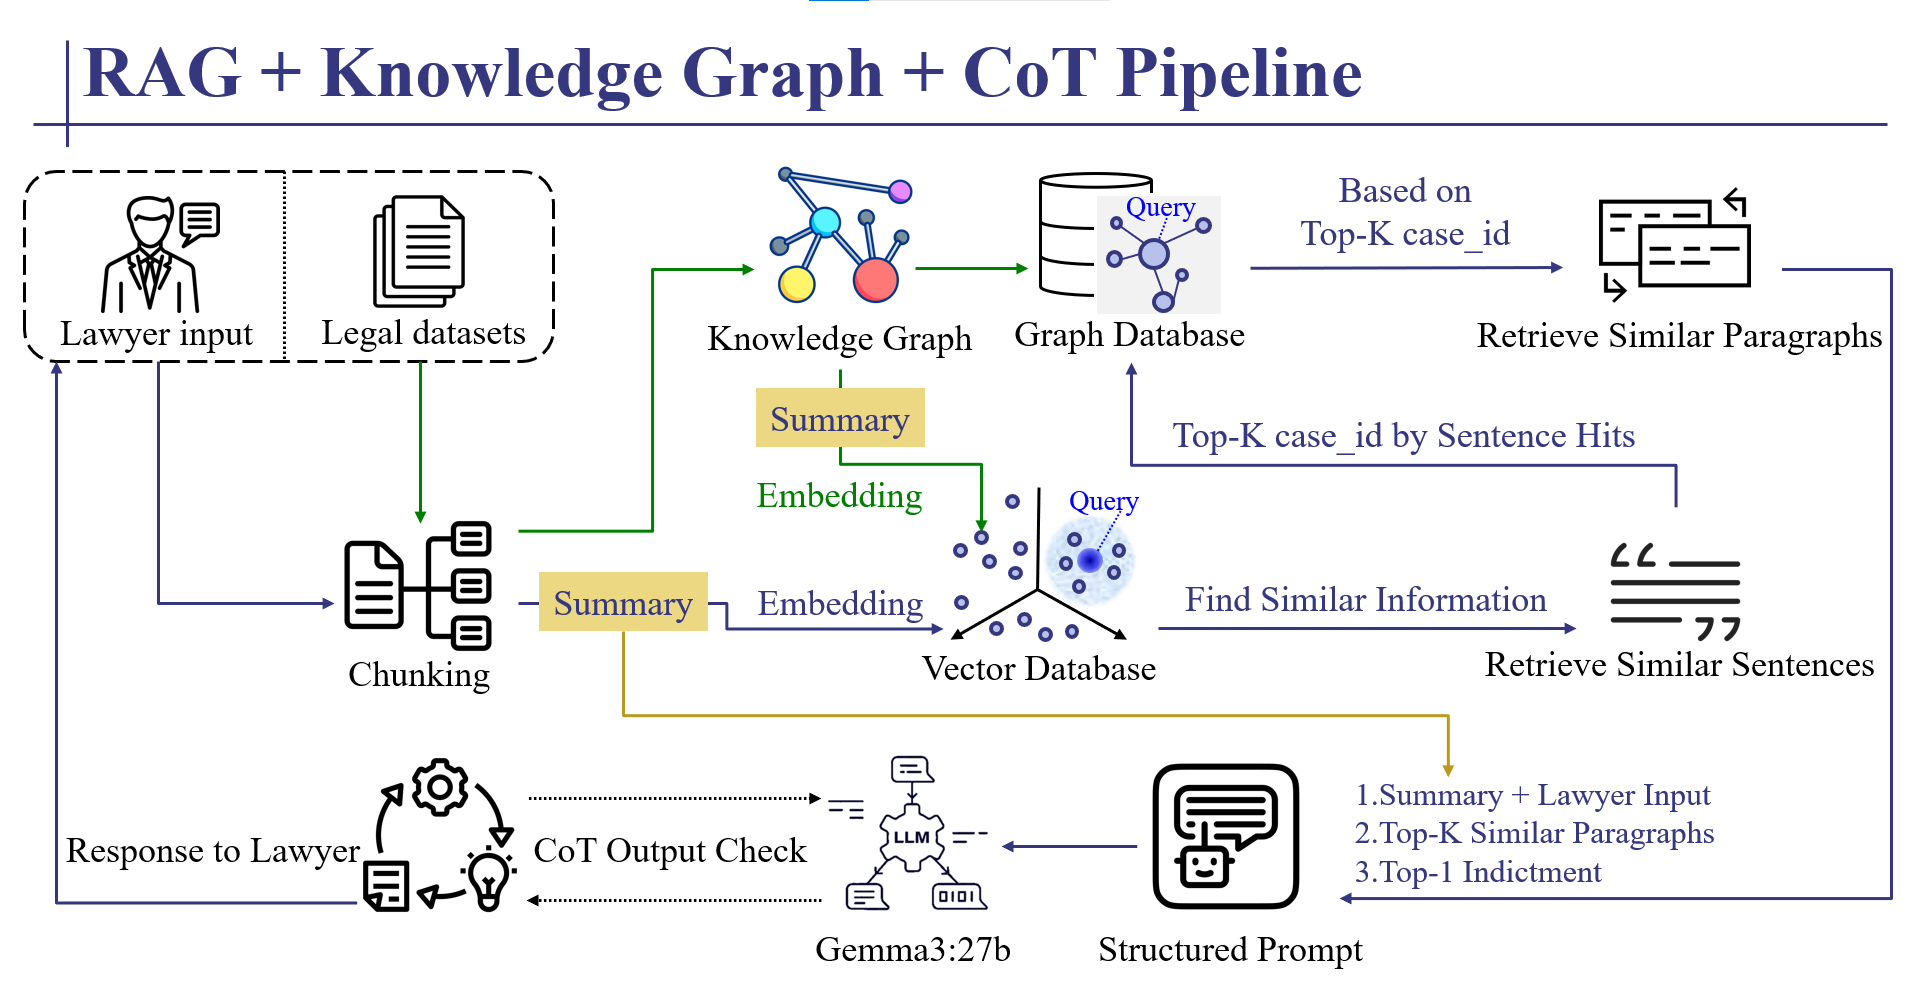 RAG + Knowledge Graph + CoT Pipeline
Lawyer input
Legal datasets
Knowledge Graph
Query
Graph Database
Based on
Top-K case_id
Retrieve Similar Paragraphs
Summary
Embedding
Top-K case_id by Sentence Hits
Chunking
Summary
Embedding
Query
Vector Database
Find Similar Information
Retrieve Similar Sentences
Response to Lawyer
CoT Output Check
LLM
0101
Gemma3:27b
Structured Prompt
1.Summary + Lawyer Input
2.Top-K Similar Paragraphs
3.Top-1 Indictment